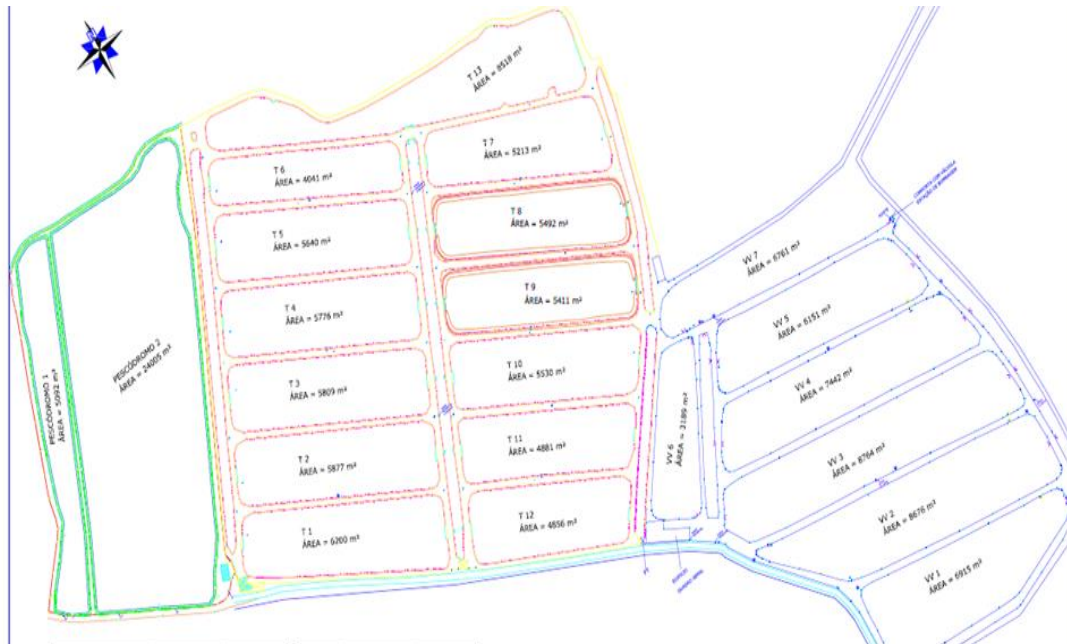 T 13
ÁREA = 8518 m²
T 6
ÁREA = 4041 m²
T 7
ÁREA = 5213 m²
T 5
ÁREA = 5640 m²
T 8
ÁREA = 5492 m²
T 4
ÁREA = 5776 m²
T 9
ÁREA = 5411 m²
T 3
ÁREA = 5809 m²
T 10
ÁREA = 5530 m²
T 2
ÁREA = 5877 m²
T 11
ÁREA = 4881 m²
T 1
ÁREA = 6200 m²
T 12
ÁREA = 4856 m²
PESCÓDROMO 1
ÁREA = 5092 m²
PESCÓDROMO 2
ÁREA = 24005 m²
VV 7
ÁREA = 6761 m²
VV 5
ÁREA = 6151 m²
VV 4
ÁREA = 7442 m²
VV 6
ÁREA = 3189 m²
VV 3
ÁREA = 8764 m²
VV 2
ÁREA = 8676 m²
VV 1
ÁREA = 6915 m²